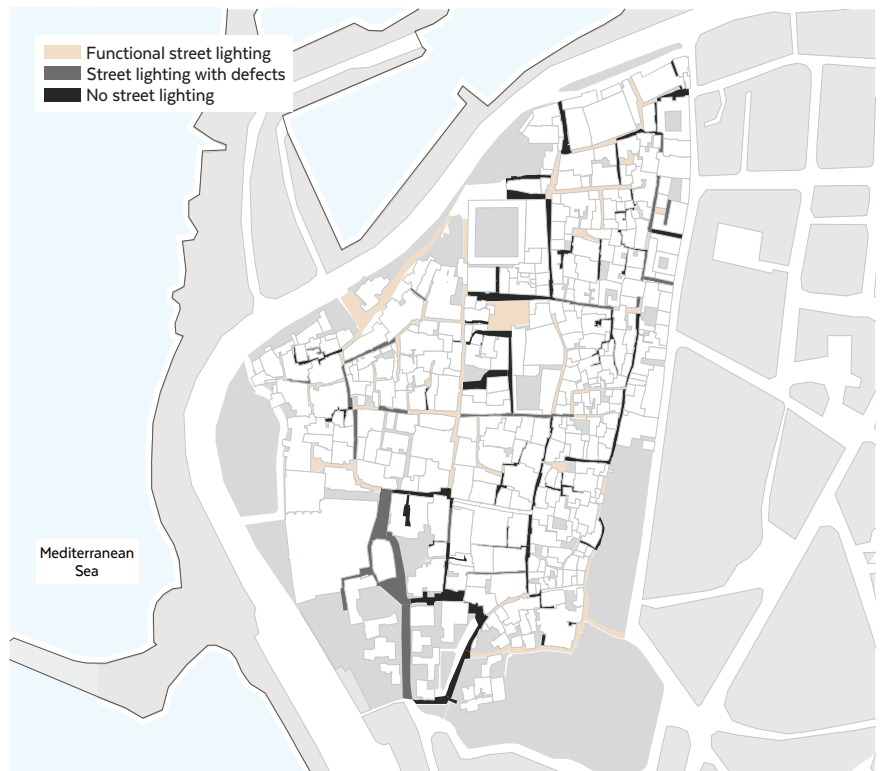 Functional street lighting
Street lighting with defects
No street lighting
Mediterranean
Sea